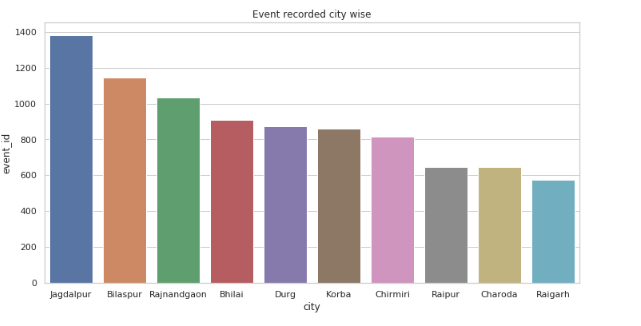 Event recorded city wise
1400
1200
1000
800
600
400
200
0
event_id
Jagdalpur Bilaspur Rajnandgaon Bhilai Durg Korba Chirmiri Raipur Charoda Raigarh
city